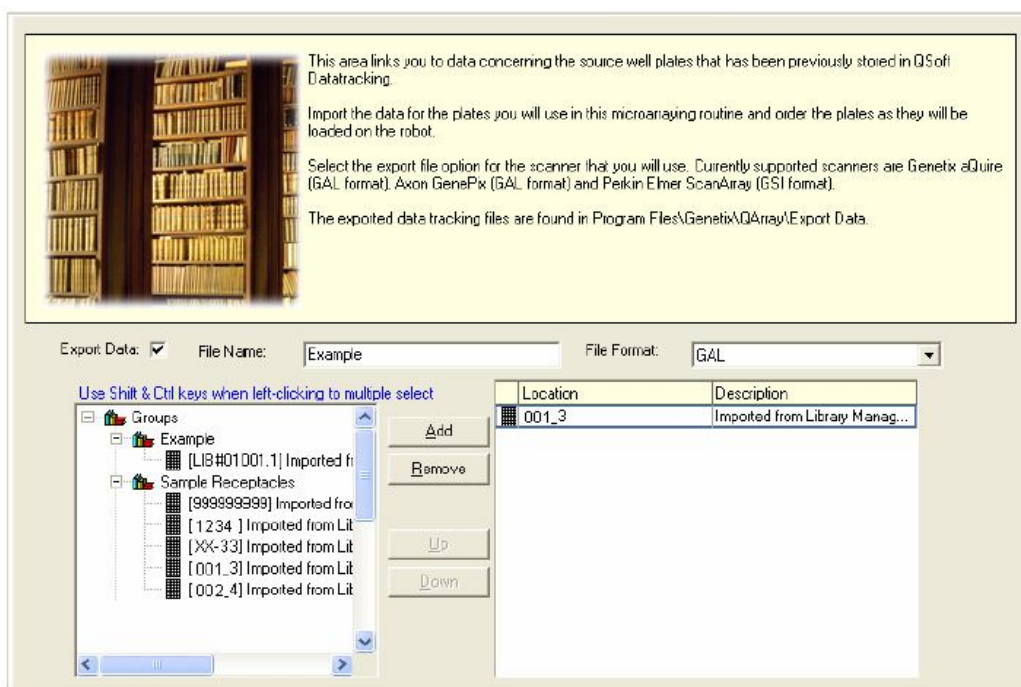 This area links you to data concerning the source well plates that has been previously stored in QSoft
Datatracking.
Import the data for the plates you will use in this microarraying routine and order the plates as they will be
loaded on the robot.
Select the export file option for the scanner that you will use. Currently supported scanners are Genetix aQuire
(GAL format), Axon GenePix (GAL format) and Perkin Elmer ScanArray (GSI format).
The exported data tracking files are found in Program Files\Genetix\QArray\Export Data.
Export Data: File Name: Example File Format: GAL
Use Shift & Ctrl keys when left-clicking to multiple select
Groups
Example
[LIB#01001.1] Imported fr
Sample Receptacles
[999999999] Imported fro
[1234 ] Imported from Lib
[XX-33] Imported from Lib
[001_3] Imported from Lib
[002_4] Imported from Lib
Add
Remove
Up
Down
Location Description
001_3 Imported from Library Manag...